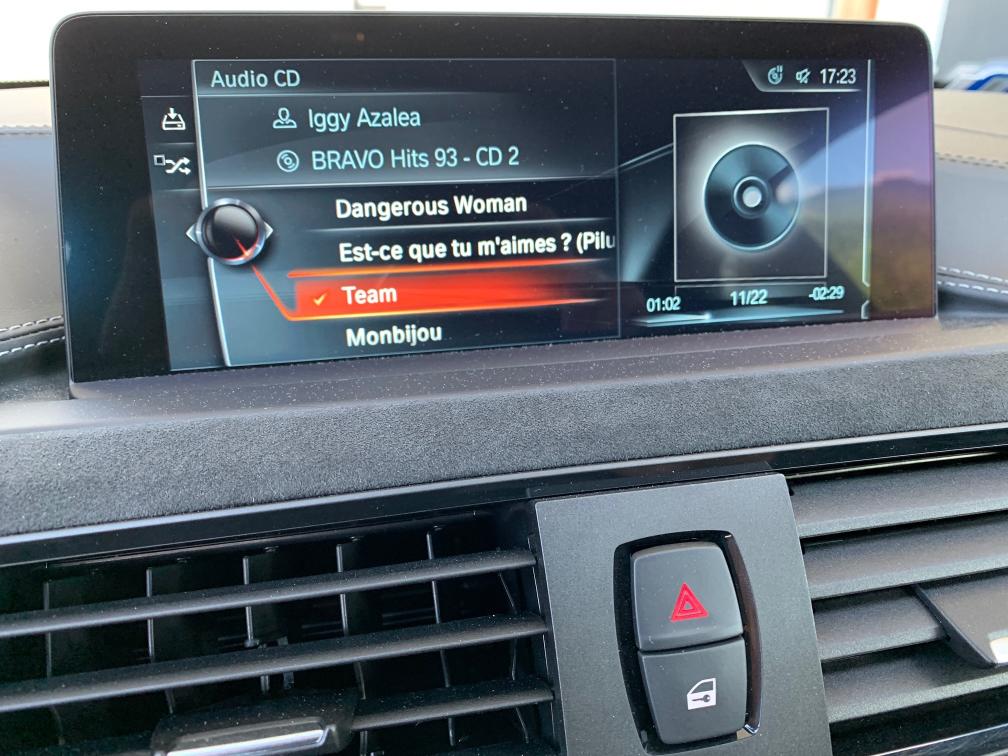 Audio CD
17:23
Iggy Azalea
BRAVO Hits 93 - CD 2
Dangerous Woman
Est-ce que tu m'aimes ? (Pilu
Team
Monbijou
01:02 11/22 -02:29